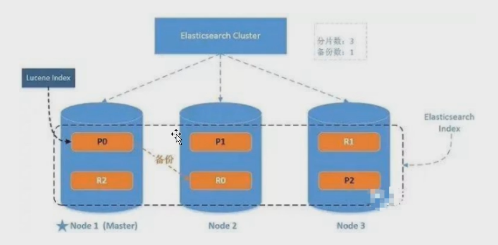 Elasticsearch Cluster
分片数：3
备份数：1
Lucene Index
Elasticsearch
Index
P0
P1
R1
备份
R2
R0
P2
★Node 1 (Master)
Node 2
Node 3